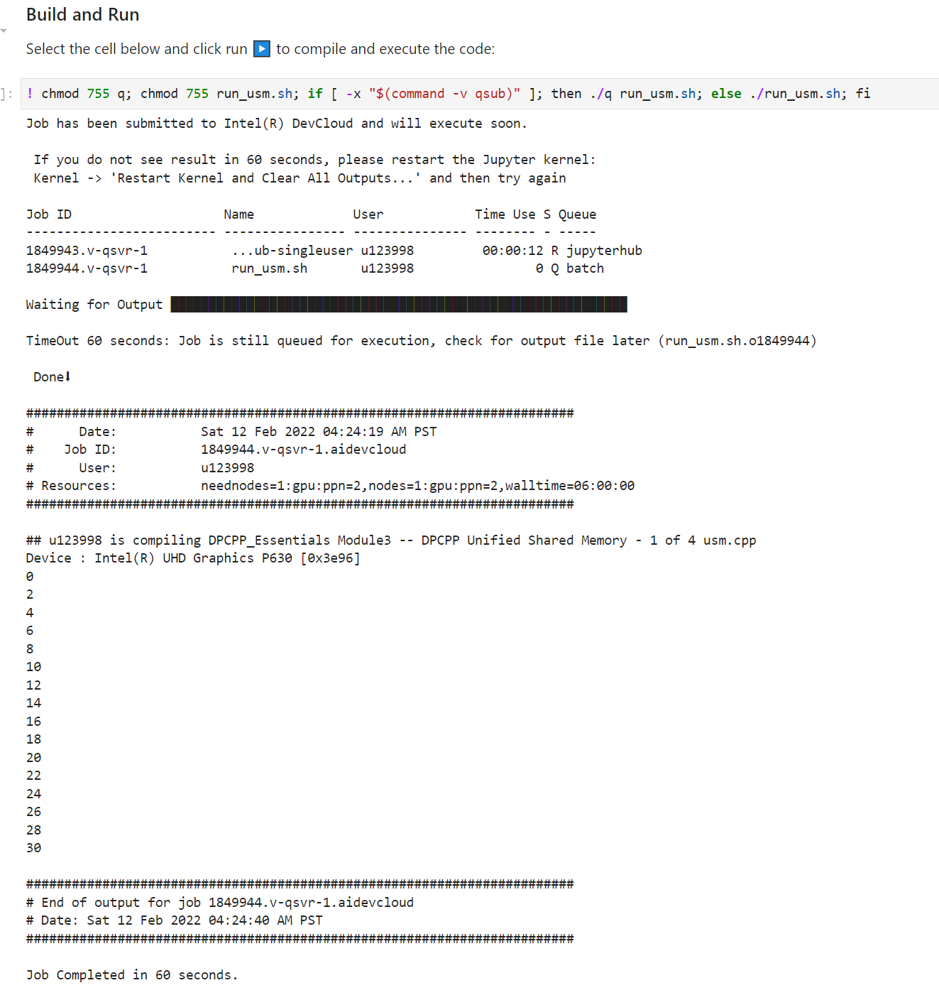 Build and Run
Select the cell below and click run ▶ to compile and execute the code:
]: ! chmod 755 q; chmod 755 run_usm.sh; if [ -x "$(command -v qsub)" ]; then ./q run_usm.sh; else ./run_usm.sh; fi
Job has been submitted to Intel(R) DevCloud and will execute soon.
If you do not see result in 60 seconds, please restart the Jupyter kernel:
Kernel -> 'Restart Kernel and Clear All Outputs...' and then try again
Job ID                    Name             User            Time Use S Queue
------------------------- ---------------- --------------- -------- - -----
1849943.v-qsvr-1           ...ub-singleuser u123998         00:00:12 R jupyterhub
1849944.v-qsvr-1           run_usm.sh       u123998                0 Q batch
Waiting for Output
TimeOut 60 seconds: Job is still queued for execution, check for output file later (run_usm.sh.o1849944)
Done⬇
########################################################################
#      Date:           Sat 12 Feb 2022 04:24:19 AM PST
#    Job ID:           1849944.v-qsvr-1.aidevcloud
#      User:           u123998
# Resources:           neednodes=1:gpu:ppn=2,nodes=1:gpu:ppn=2,walltime=06:00:00
########################################################################
## u123998 is compiling DPCPP_Essentials Module3 -- DPCPP Unified Shared Memory - 1 of 4 usm.cpp
Device : Intel(R) UHD Graphics P630 [0x3e96]
0
2
4
6
8
10
12
14
16
18
20
22
24
26
28
30
########################################################################
# End of output for job 1849944.v-qsvr-1.aidevcloud
# Date: Sat 12 Feb 2022 04:24:40 AM PST
########################################################################
Job Completed in 60 seconds.